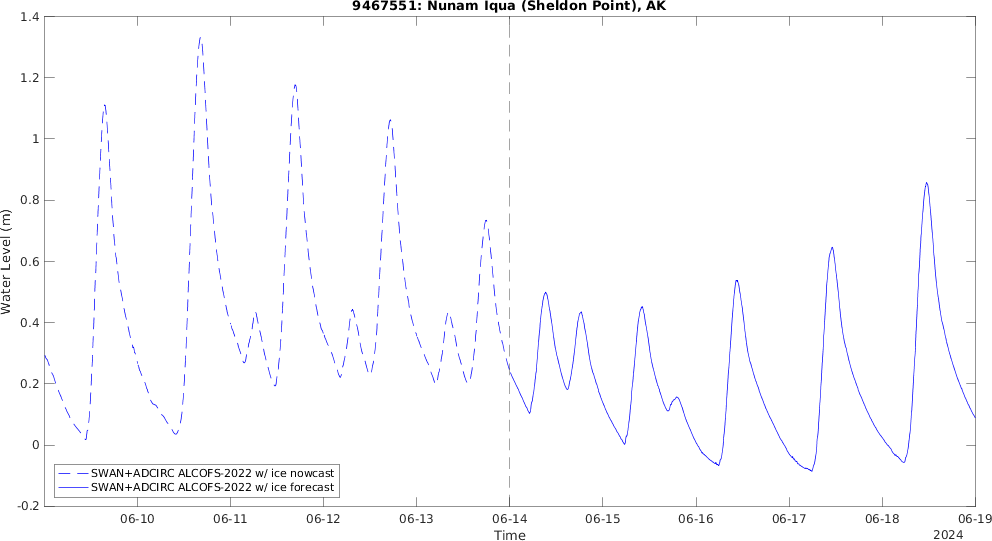 9467551: Nunam Iqua (Sheldon Point), AK
Water Level (m)
1.4
1.2
1
0.8
0.6
0.4
0.2
0
-0.2
SWAN+ADCIRC ALCOFS-2022 w/ ice nowcast
SWAN+ADCIRC ALCOFS-2022 w/ ice forecast
06-10 06-11 06-12 06-13 06-14 06-15 06-16 06-17 06-18 06-19
Time
2024